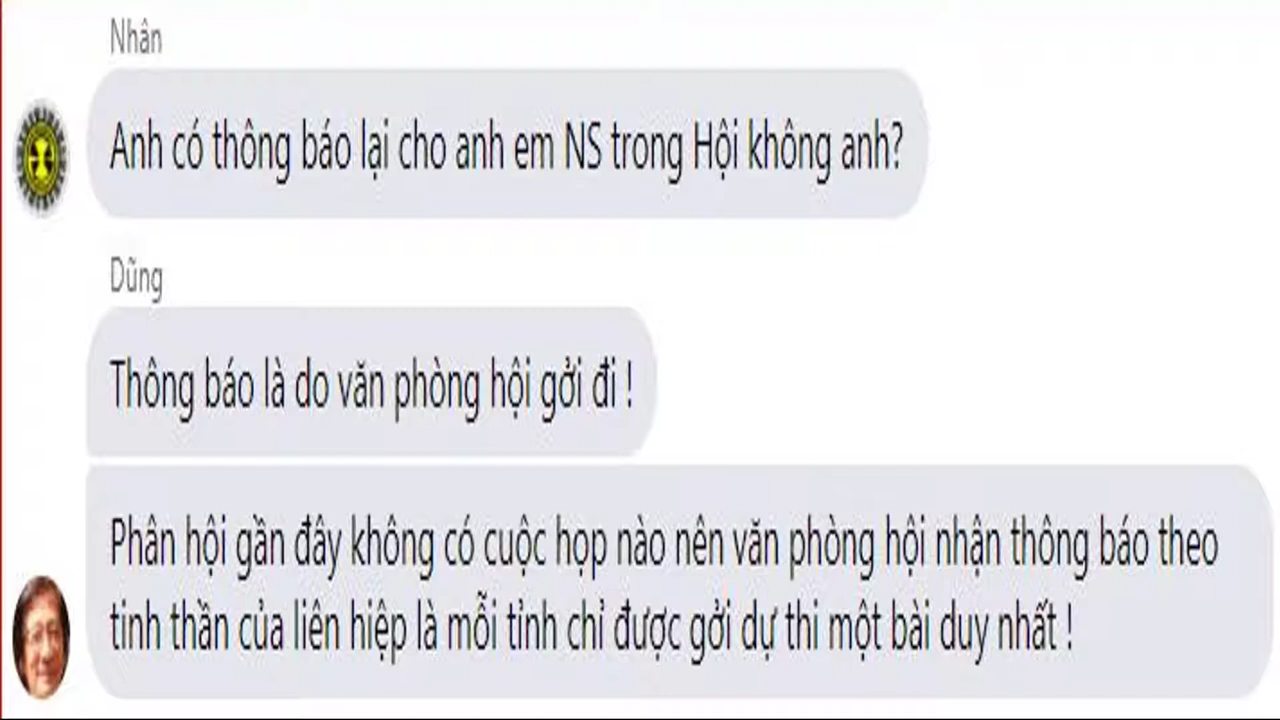 Nhân
Anh có thông báo lại cho anh em NS trong Hội không anh?
Dũng
Thông báo là do văn phòng hội gởi đi !
Phân hội gần đây không có cuộc họp nào nên văn phòng hội nhận thông báo theo
tinh thần của liên hiệp là mỗi tỉnh chỉ được gởi dự thi một bài duy nhất !